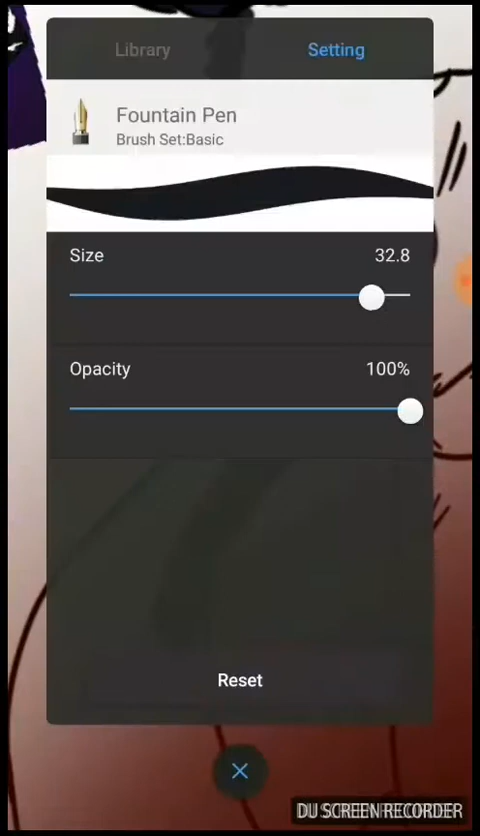 Library Setting
Fountain Pen
Brush Set:Basic
Size 32.8
Opacity 100%
Reset
DU SCREEN RECORDER